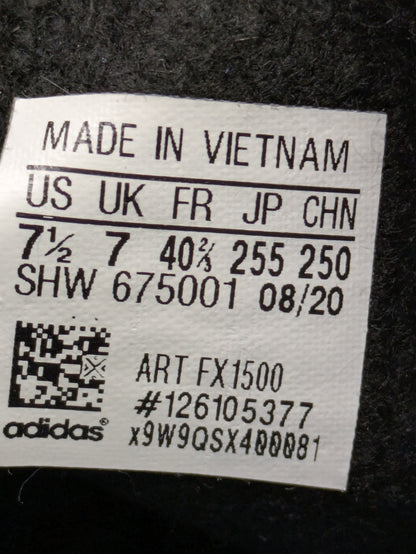 MADE IN VIETNAM
US UK FR JP CHN
7½ 7 40⅔ 255 250
SHW 675001 08/20
ART FX1500
#126105377
adidas®
x9W9QSX400081